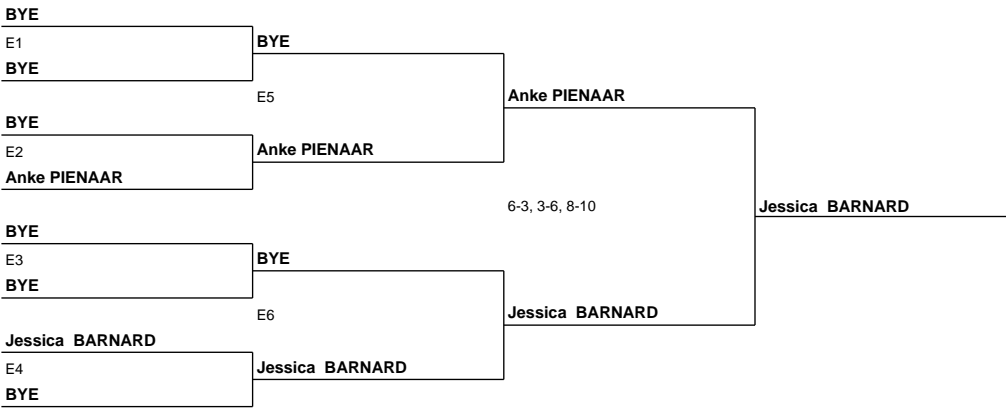 BYE
E1
BYE
BYE
E5
Anke PIENAAR
BYE
E2
Anke PIENAAR
Anke PIENAAR
6-3, 3-6, 8-10
Jessica BARNARD
BYE
E3
BYE
BYE
E6
Jessica BARNARD
Jessica BARNARD
E4
Jessica BARNARD
BYE